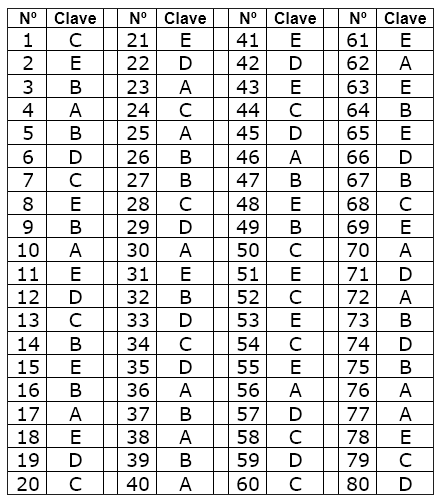 Nº Clave Nº Clave Nº Clave Nº Clave
1 C 21 E 41 E 61 E
2 E 22 D 42 D 62 A
3 B 23 A 43 E 63 E
4 A 24 C 44 C 64 B
5 B 25 A 45 D 65 E
6 D 26 B 46 A 66 D
7 C 27 B 47 B 67 B
8 E 28 C 48 E 68 C
9 B 29 D 49 B 69 E
10 A 30 A 50 C 70 A
11 E 31 E 51 E 71 D
12 D 32 B 52 C 72 A
13 C 33 D 53 E 73 B
14 B 34 C 54 C 74 D
15 E 35 D 55 E 75 B
16 B 36 A 56 A 76 A
17 A 37 B 57 D 77 A
18 E 38 A 58 C 78 E
19 D 39 B 59 D 79 C
20 C 40 A 60 C 80 D